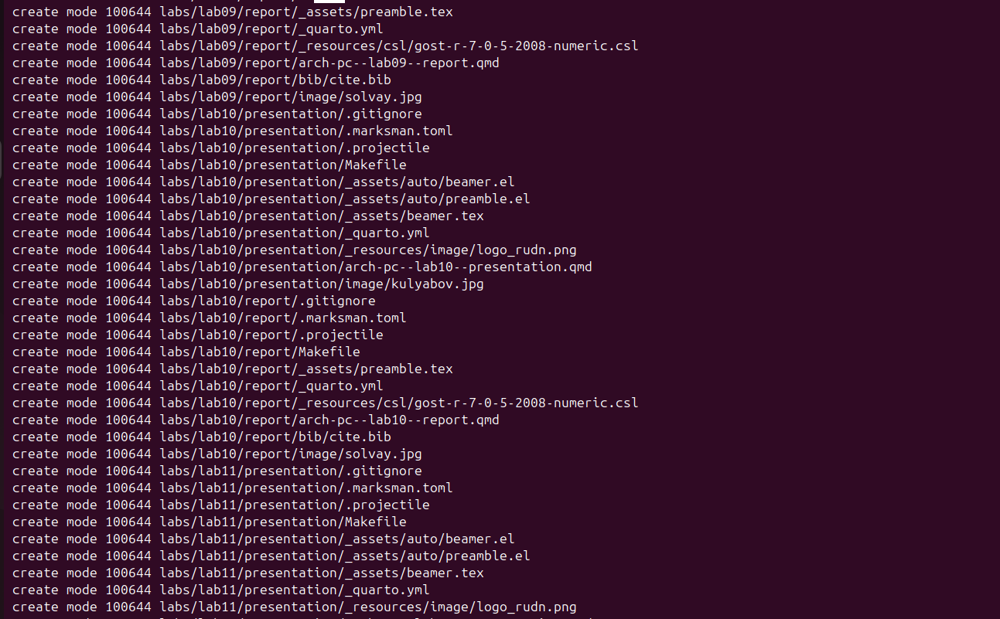 create mode 100644 labs/lab09/report/_assets/preamble.tex
create mode 100644 labs/lab09/report/_quarto.yml
create mode 100644 labs/lab09/report/_resources/csl/gost-r-7-0-5-2008-numeric.csl
create mode 100644 labs/lab09/report/arch-pc--lab09--report.qmd
create mode 100644 labs/lab09/report/bib/cite.bib
create mode 100644 labs/lab09/report/image/solvay.jpg
create mode 100644 labs/lab10/presentation/.gitignore
create mode 100644 labs/lab10/presentation/.marksman.toml
create mode 100644 labs/lab10/presentation/.projectile
create mode 100644 labs/lab10/presentation/Makefile
create mode 100644 labs/lab10/presentation/_assets/auto/beamer.el
create mode 100644 labs/lab10/presentation/_assets/auto/preamble.el
create mode 100644 labs/lab10/presentation/_assets/beamer.tex
create mode 100644 labs/lab10/presentation/_quarto.yml
create mode 100644 labs/lab10/presentation/_resources/image/logo_rudn.png
create mode 100644 labs/lab10/presentation/arch-pc--lab10--presentation.qmd
create mode 100644 labs/lab10/presentation/image/kulyabov.jpg
create mode 100644 labs/lab10/report/.gitignore
create mode 100644 labs/lab10/report/.marksman.toml
create mode 100644 labs/lab10/report/.projectile
create mode 100644 labs/lab10/report/Makefile
create mode 100644 labs/lab10/report/_assets/preamble.tex
create mode 100644 labs/lab10/report/_quarto.yml
create mode 100644 labs/lab10/report/_resources/csl/gost-r-7-0-5-2008-numeric.csl
create mode 100644 labs/lab10/report/arch-pc--lab10--report.qmd
create mode 100644 labs/lab10/report/bib/cite.bib
create mode 100644 labs/lab10/report/image/solvay.jpg
create mode 100644 labs/lab11/presentation/.gitignore
create mode 100644 labs/lab11/presentation/.marksman.toml
create mode 100644 labs/lab11/presentation/.projectile
create mode 100644 labs/lab11/presentation/Makefile
create mode 100644 labs/lab11/presentation/_assets/auto/beamer.el
create mode 100644 labs/lab11/presentation/_assets/auto/preamble.el
create mode 100644 labs/lab11/presentation/_assets/beamer.tex
create mode 100644 labs/lab11/presentation/_quarto.yml
create mode 100644 labs/lab11/presentation/_resources/image/logo_rudn.png